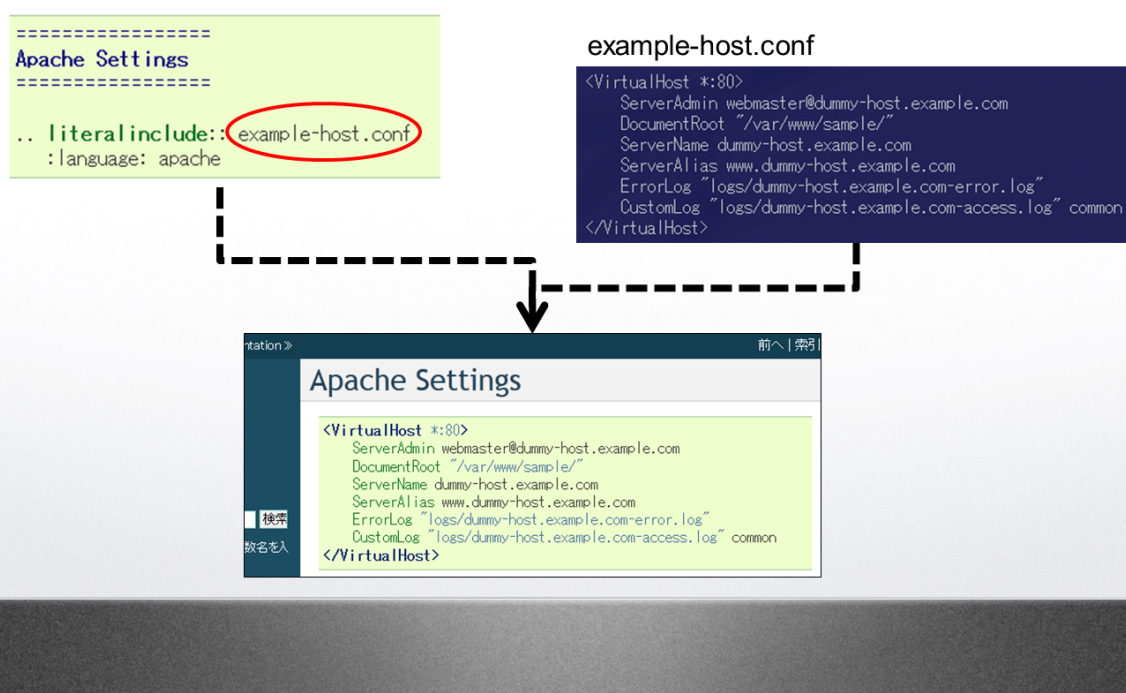 =================
Apache Settings
=================
.. literalinclude:: example-host.conf
:language: apache
example-host.conf
<VirtualHost *:80>
ServerAdmin webmaster@dummy-host.example.com
DocumentRoot "/var/www/sample/"
ServerName dummy-host.example.com
ServerAlias www.dummy-host.example.com
ErrorLog "logs/dummy-host.example.com-error.log"
CustomLog "logs/dummy-host.example.com-access.log" common
</VirtualHost>
ntation »
前へ | 索引
Apache Settings
<VirtualHost *:80>
ServerAdmin webmaster@dummy-host.example.com
DocumentRoot "/var/www/sample/"
ServerName dummy-host.example.com
ServerAlias www.dummy-host.example.com
ErrorLog "logs/dummy-host.example.com-error.log"
CustomLog "logs/dummy-host.example.com-access.log" common
</VirtualHost>
検索
数名を入